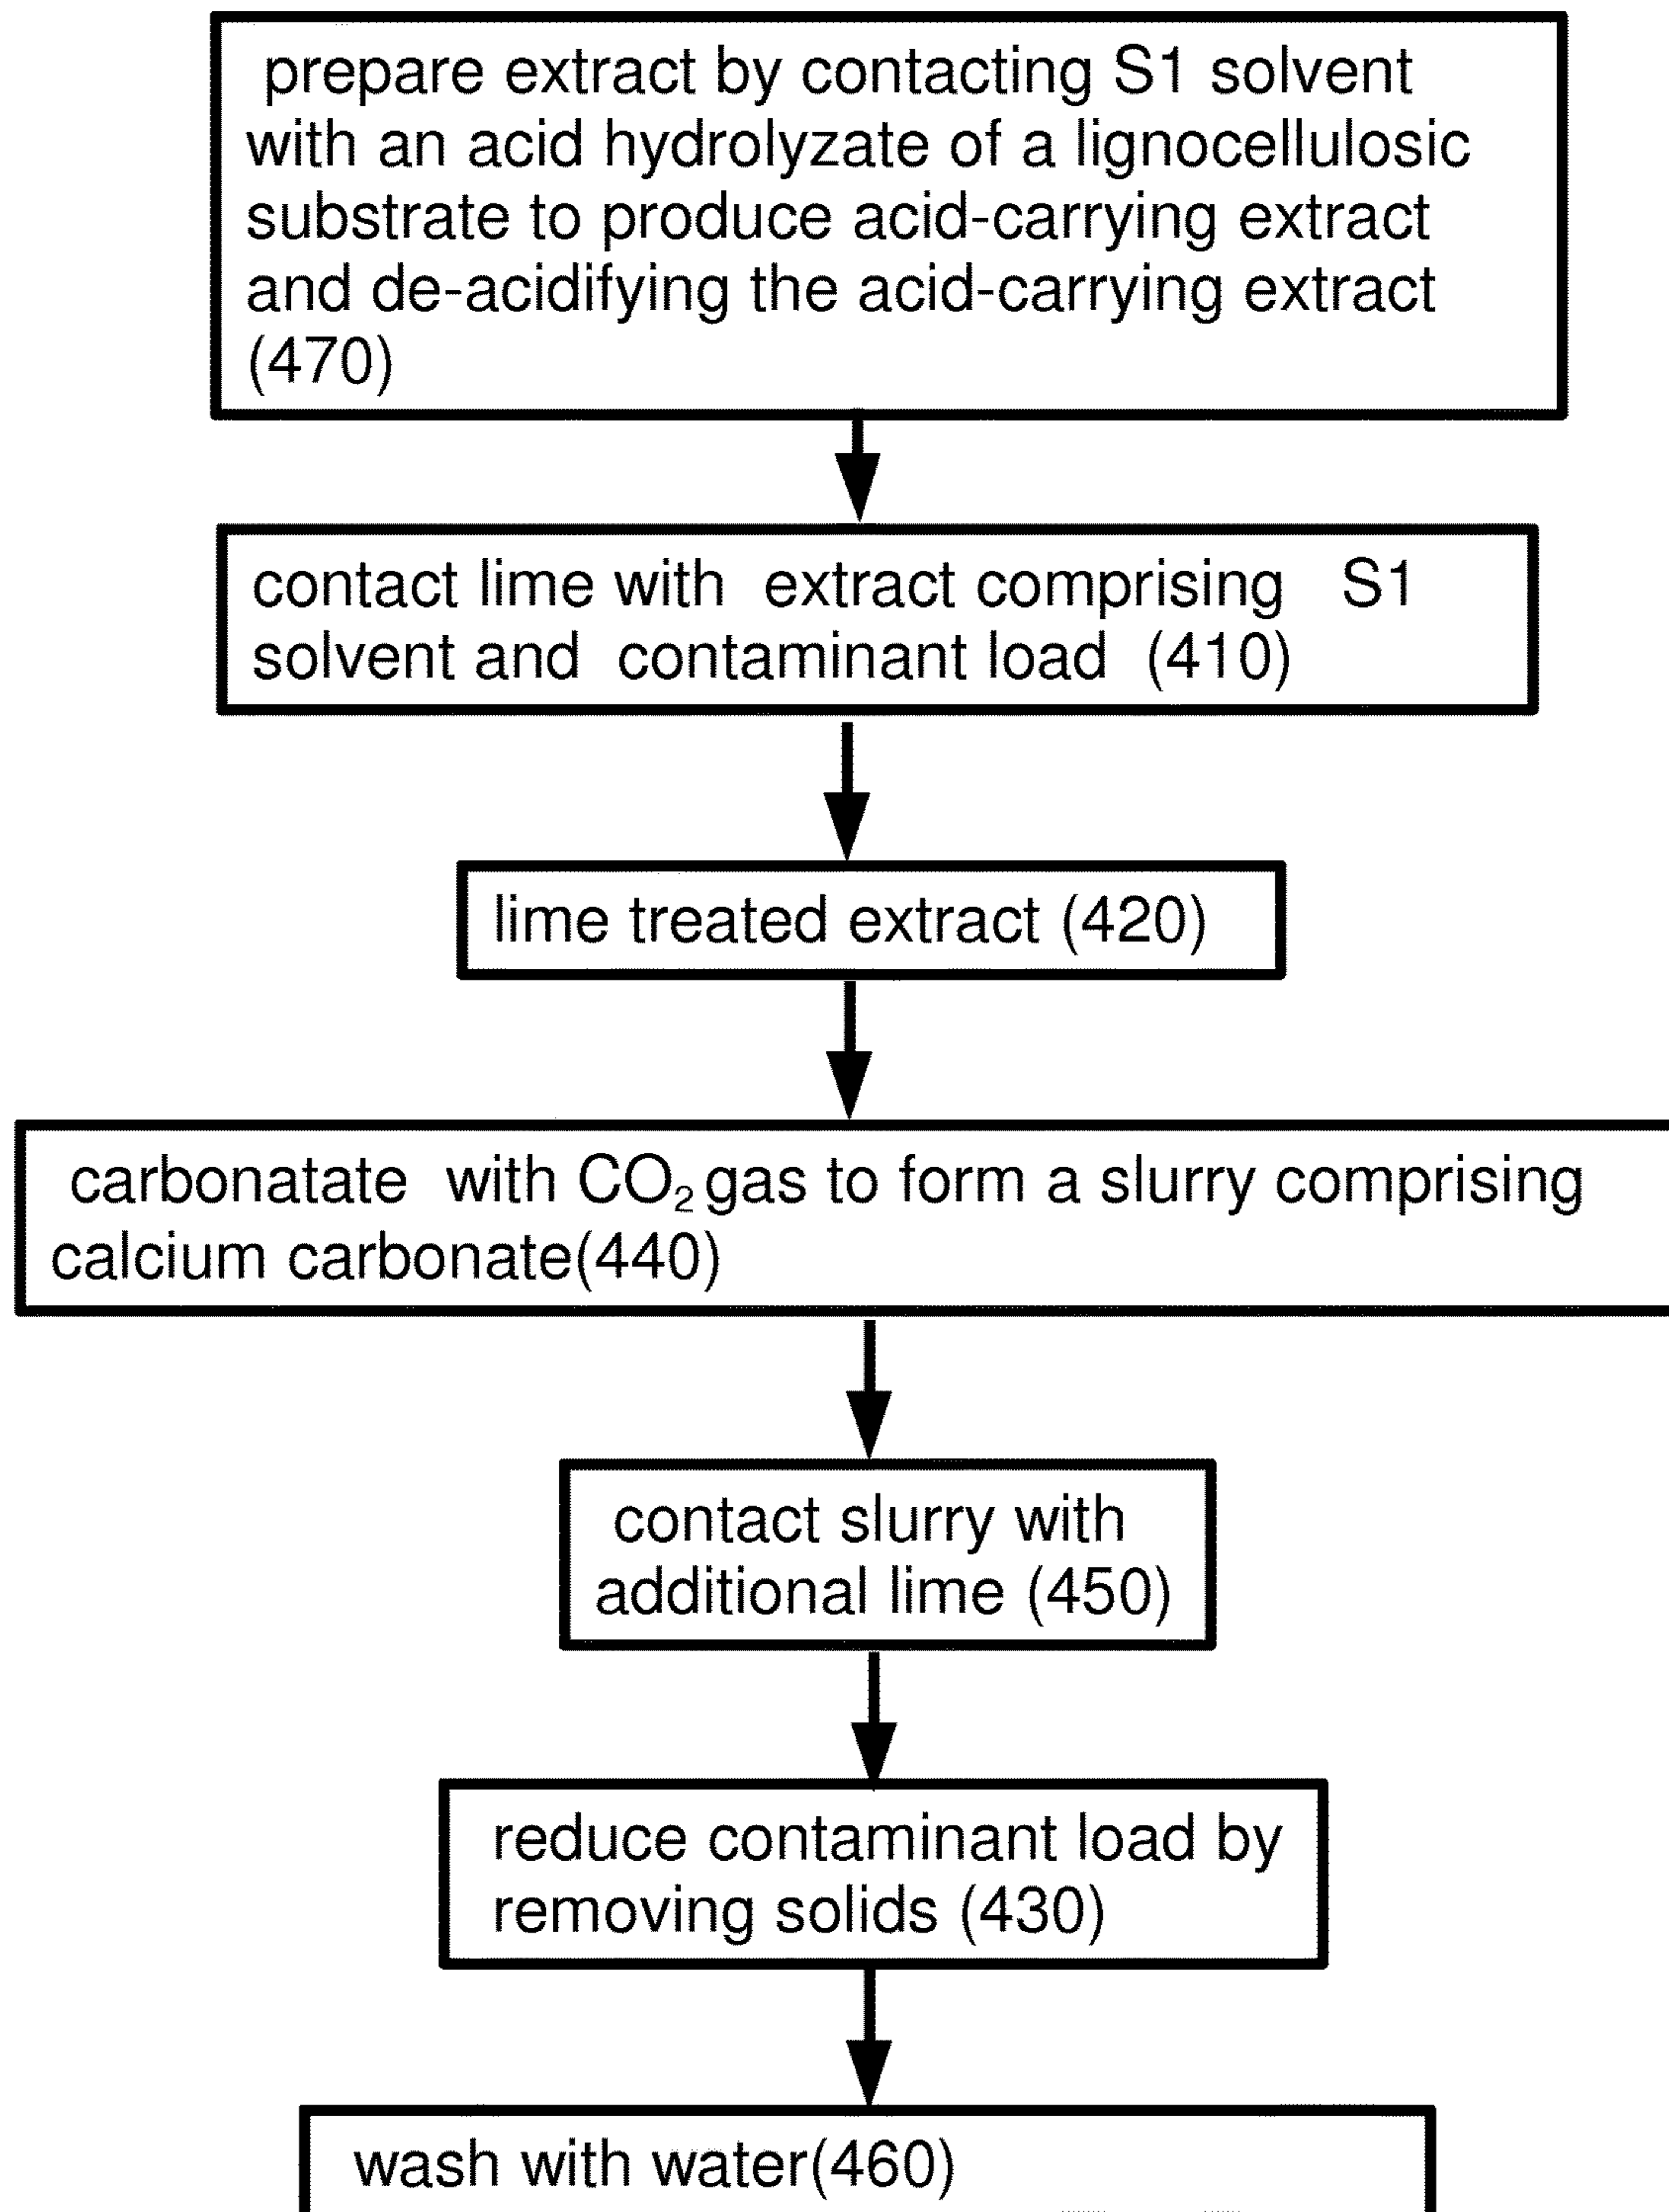 prepare extract by contacting S1 solvent
with an acid hydrolyzate of a lignocellulosic
substrate to produce acid-carrying extract
and de-acidifying the acid-carrying extract
(470)
contact lime with extract comprising S1
solvent and contaminant load (410)
lime treated extract (420)
carbonatate with CO₂ gas to form a slurry comprising
calcium carbonate(440)
contact slurry with
additional lime (450)
reduce contaminant load by
removing solids (430)
wash with water(460)